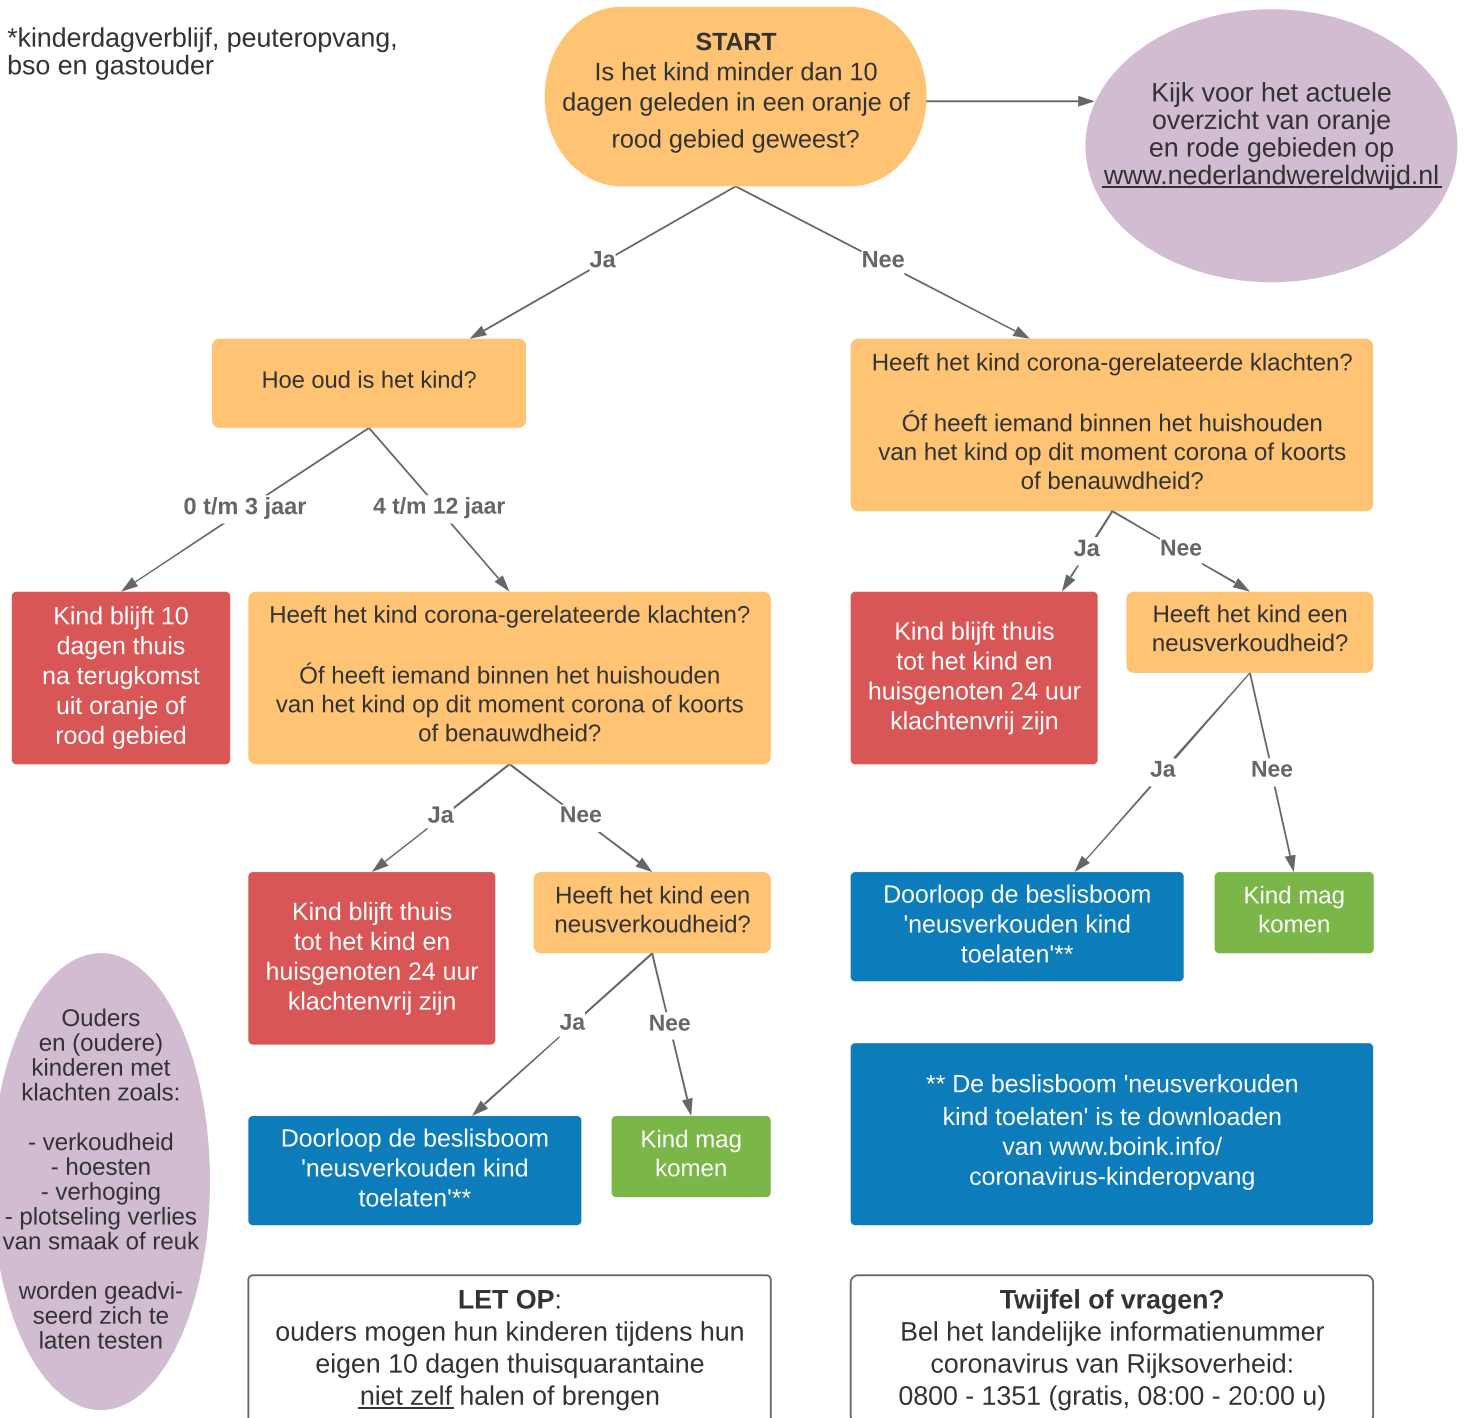 *kinderdagverblijf, peuteropvang,
bso en gastouder
START
Is het kind minder dan 10
dagen geleden in een oranje of
rood gebied geweest?
Kijk voor het actuele
overzicht van oranje
en rode gebieden op
www.nederlandwereldwijd.nl
Ja
Nee
Hoe oud is het kind?
Heeft het kind corona-gerelateerde klachten?
Óf heeft iemand binnen het huishouden
van het kind op dit moment corona of koorts
of benauwdheid?
0 t/m 3 jaar
4 t/m 12 jaar
Ja
Nee
Kind blijft 10
dagen thuis
na terugkomst
uit oranje of
rood gebied
Heeft het kind corona-gerelateerde klachten?
Óf heeft iemand binnen het huishouden
van het kind op dit moment corona of koorts
of benauwdheid?
Kind blijft thuis
tot het kind en
huisgenoten 24 uur
klachtenvrij zijn
Heeft het kind een
neusverkoudheid?
Ja
Nee
Ja
Nee
Kind blijft thuis
tot het kind en
huisgenoten 24 uur
klachtenvrij zijn
Heeft het kind een
neusverkoudheid?
Doorloop de beslisboom
'neusverkouden kind
toelaten'**
Kind mag
komen
Ja
Nee
Ouders
en (oudere)
kinderen met
klachten zoals:
- verkoudheid
- hoesten
- verhoging
- plotseling verlies
van smaak of reuk
worden geadvi-
seerd zich te
laten testen
Doorloop de beslisboom
'neusverkouden kind
toelaten'**
Kind mag
komen
** De beslisboom 'neusverkouden
kind toelaten' is te downloaden
van www.boink.info/
coronavirus-kinderopvang
LET OP:
ouders mogen hun kinderen tijdens hun
eigen 10 dagen thuisquarantaine
niet zelf halen of brengen
Twijfel of vragen?
Bel het landelijke informatienummer
coronavirus van Rijksoverheid:
0800 - 1351 (gratis, 08:00 - 20:00 u)